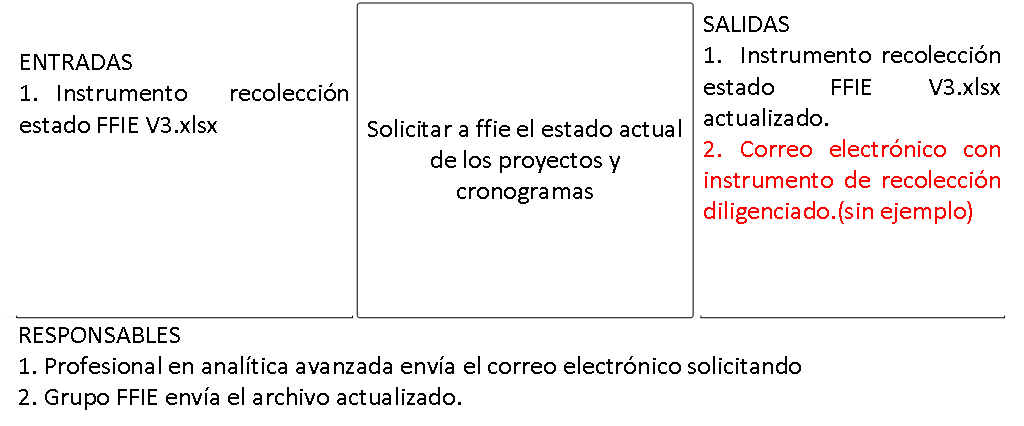 ENTRADAS
1. Instrumento recolección
estado FFIE V3.xlsx
Solicitar a ffie el estado actual
de los proyectos y
cronogramas
SALIDAS
1. Instrumento recolección
estado FFIE V3.xlsx
actualizado.
2. Correo electrónico con
instrumento de recolección
diligenciado.(sin ejemplo)
RESPONSABLES
1. Profesional en analítica avanzada envía el correo electrónico solicitando
2. Grupo FFIE envía el archivo actualizado.